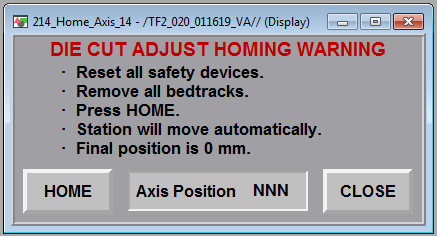 214_Home_Axis_14 - /TF2_020_011619_VA// (Display)
DIE CUT ADJUST HOMING WARNING
· Reset all safety devices.
· Remove all bedtracks.
· Press HOME.
· Station will move automatically.
· Final position is 0 mm.
HOME Axis Position NNN CLOSE